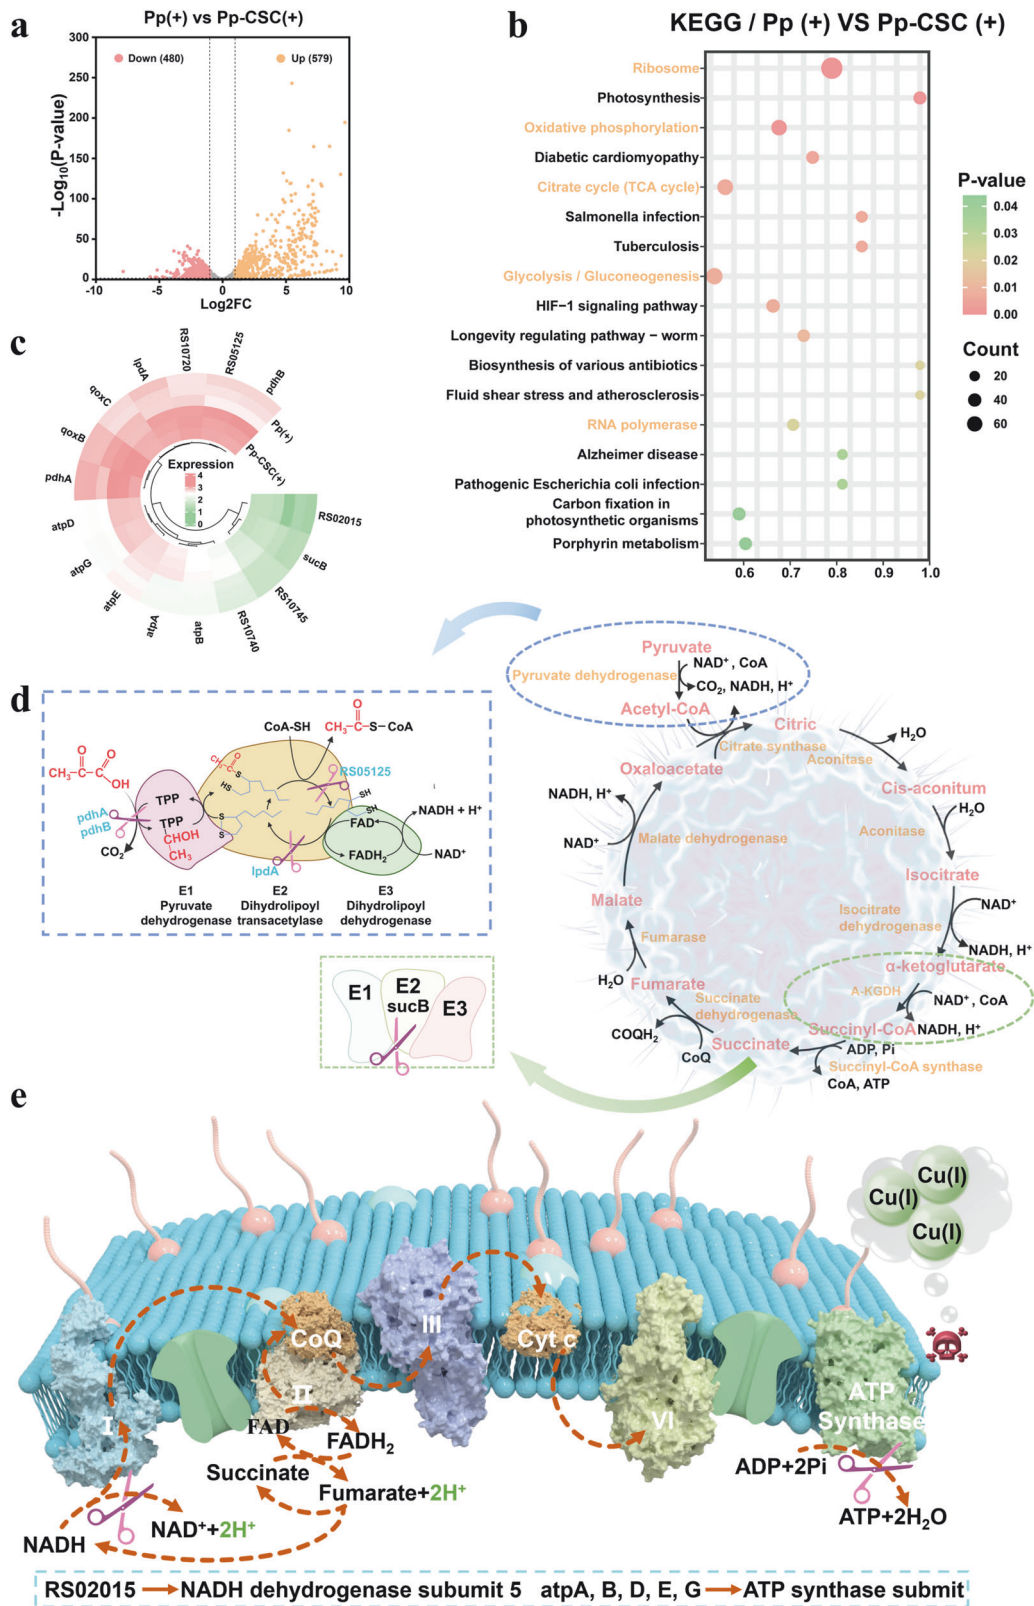 a
Pp(+) vs Pp-CSC(+)
300
250
200
150
100
50
0
-Log10(P-value)
Down (480)
Up (579)
-10
-5
0
5
10
Log2FC
b
KEGG / Pp (+) VS Pp-CSC (+)
Ribosome
Photosynthesis
Oxidative phosphorylation
Diabetic cardiomyopathy
Citrate cycle (TCA cycle)
Salmonella infection
Tuberculosis
Glycolysis / Gluconeogenesis
HIF−1 signaling pathway
Longevity regulating pathway − worm
Biosynthesis of various antibiotics
Fluid shear stress and atherosclerosis
RNA polymerase
Alzheimer disease
Pathogenic Escherichia coli infection
Carbon fixation in
photosynthetic organisms
Porphyrin metabolism
0.6
0.7
0.8
0.9
1.0
P-value
0.04
0.03
0.02
0.01
0.00
Count
20
40
60
c
pdhA
qoxB
qoxC
lpdA
RS10720
RS05125
pdhB
Pp(+)
Pp-CSC(+)
Expression
4
3
2
1
0
atpD
atpG
atpE
atpA
atpB
RS10740
RS10745
sucB
RS02015
d
CH3-C-C
O
O
OH
pdhA
pdhB
CO2
TPP
TPP
CHOH
CH3
HS
S
CH3
C
O
S
S
CoA-SH
O
CH3-C-S-CoA
RS05125
SH
SH
FAD
FADH2
NADH + H+
NAD+
lpdA
E1
Pyruvate
dehydrogenase
E2
Dihydrolipoyl
transacetylase
E3
Dihydrolipoyl
dehydrogenase
E1
E2
sucB
E3
Pyruvate
Pyruvate dehydrogenase
NAD+ , CoA
CO2, NADH, H+
Acetyl-CoA
Citric
Citrate synthase
Aconitase
H2O
Cis-aconitum
H2O
Aconitase
Isocitrate
Isocitrate
dehydrogenase
NAD+
NADH, H+
α-ketoglutarate
A-KGDH
NAD+ , CoA
NADH, H+
Succinyl-CoA
ADP, Pi
Succinyl-CoA synthase
CoA, ATP
Succinate
Succinate
dehydrogenase
CoQ
COQH2
Fumarate
H2O
Fumarase
Malate
Malate dehydrogenase
NAD+
NADH, H+
Oxaloacetate
e
Cu(I)
Cu(I)
Cu(I)
I
CoQ
II
III
Cyt c
VI
ATP
Synthase
FAD
FADH2
Succinate
Fumarate+2H+
NADH
NAD++2H+
ADP+2Pi
ATP+2H2O
RS02015
NADH dehydrogenase subumit 5
atpA, B, D, E, G
ATP synthase submit